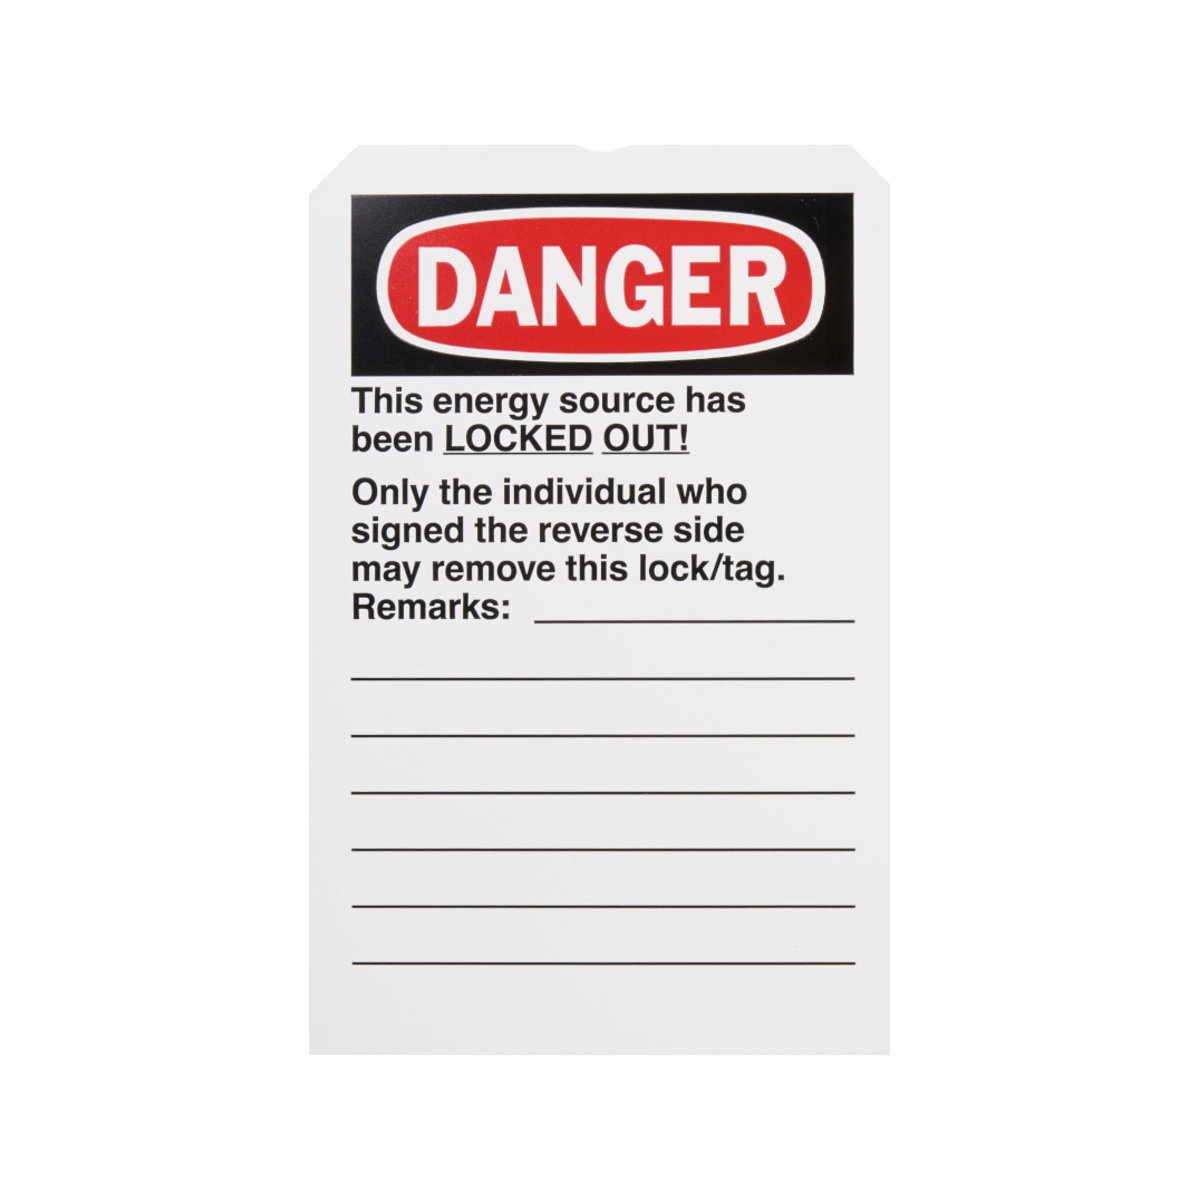 DANGER
This energy source has
been LOCKED OUT!
Only the individual who
signed the reverse side
may remove this lock/tag.
Remarks: